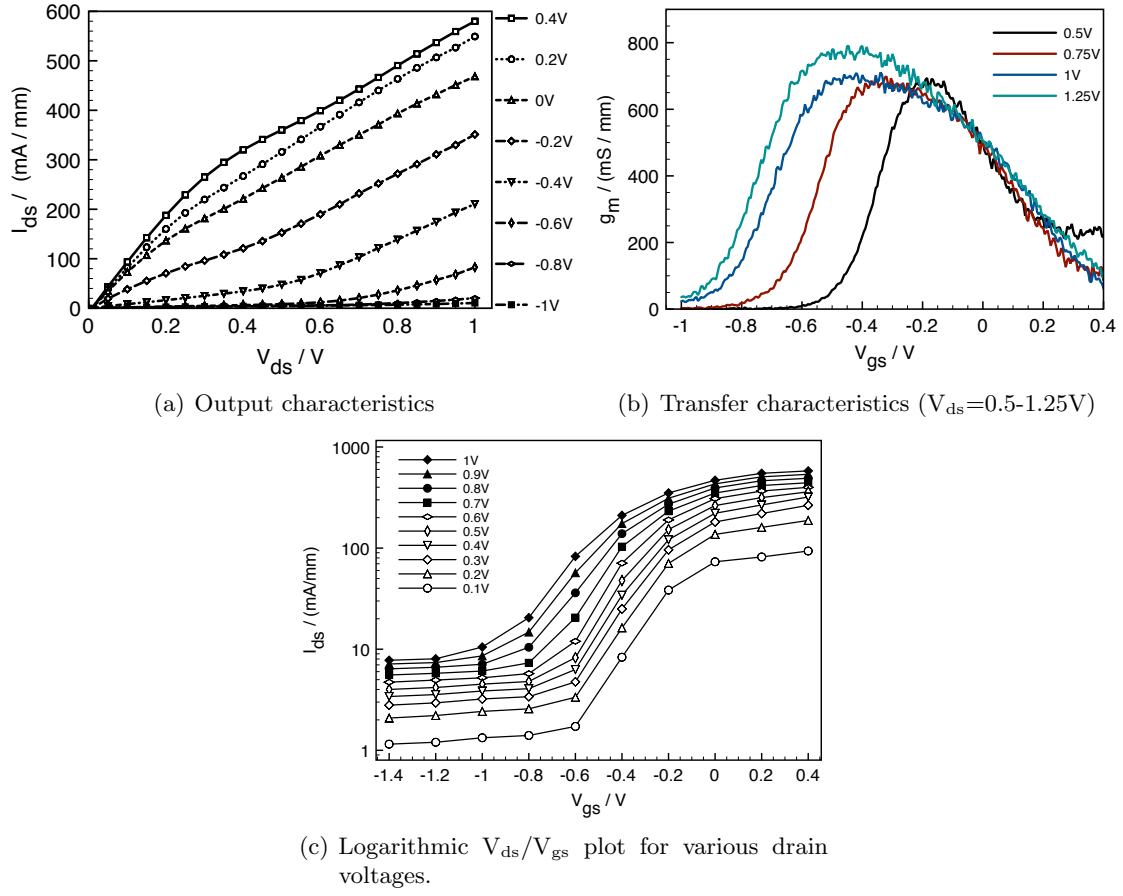 600
500
400
300
200
100
0
I_ds / (mA / mm)
0
0.2
0.4
0.6
0.8
1
V_ds / V
0.4V
0.2V
0V
-0.2V
-0.4V
-0.6V
-0.8V
-1V
(a) Output characteristics
800
600
400
200
0
g_m / (mS / mm)
-1
-0.8
-0.6
-0.4
-0.2
0
0.2
0.4
V_gs / V
0.5V
0.75V
1V
1.25V
(b) Transfer characteristics (V_ds=0.5-1.25V)
1000
100
10
1
I_ds / (mA/mm)
1V
0.9V
0.8V
0.7V
0.6V
0.5V
0.4V
0.3V
0.2V
0.1V
-1.4
-1.2
-1
-0.8
-0.6
-0.4
-0.2
0
0.2
0.4
V_gs / V
(c) Logarithmic V_ds/V_gs plot for various drain
voltages.